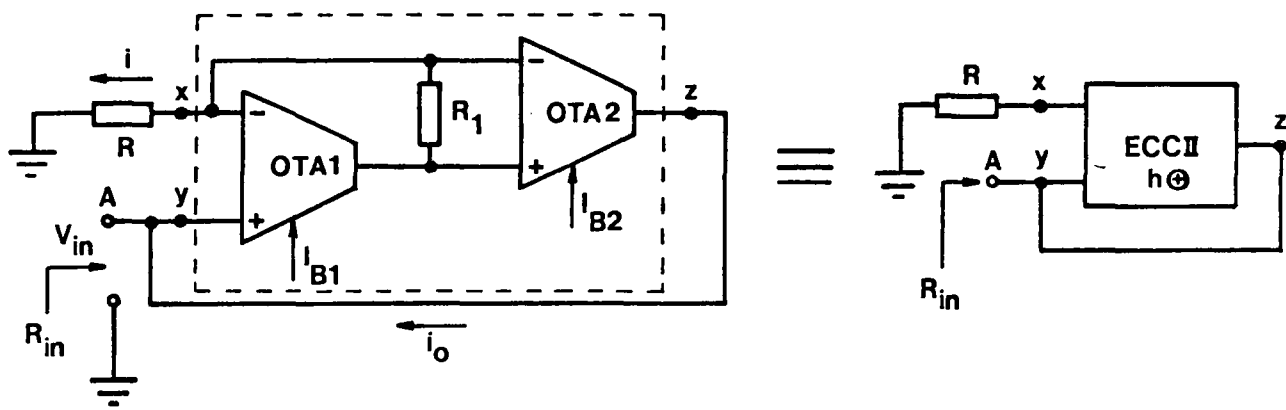 i
x
R
R1
OTA1
OTA2
z
A
y
Vin
Rin
IB1
IB2
io
≡
R
x
A
y
ECCII
h⊕
z
Rin